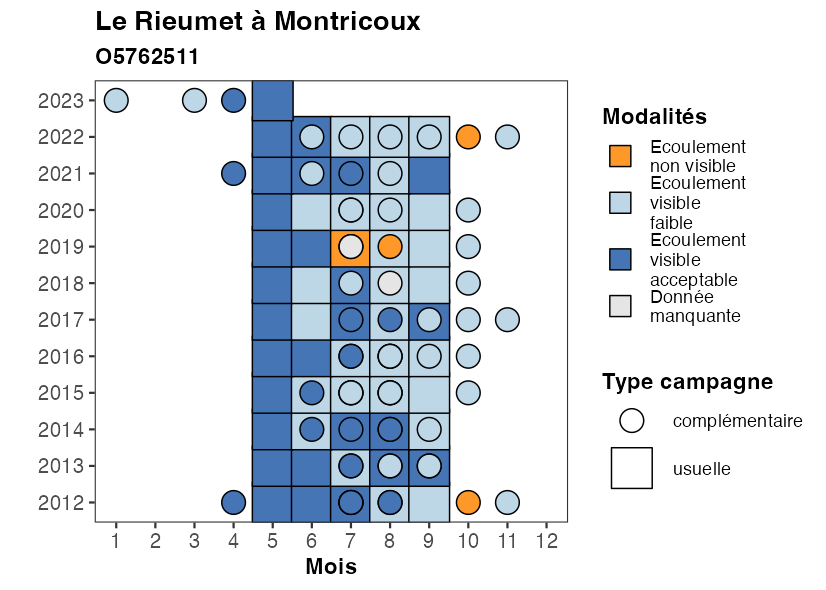 Le Rieumet à Montricoux
O5762511
2023
2022
2021
2020
2019
2018
2017
2016
2015
2014
2013
2012
1 2 3 4 5 6 7 8 9 10 11 12
Mois
Modalités
Ecoulement
non visible
Ecoulement
visible
faible
Ecoulement
visible
acceptable
Donnée
manquante
Type campagne
complémentaire
usuelle